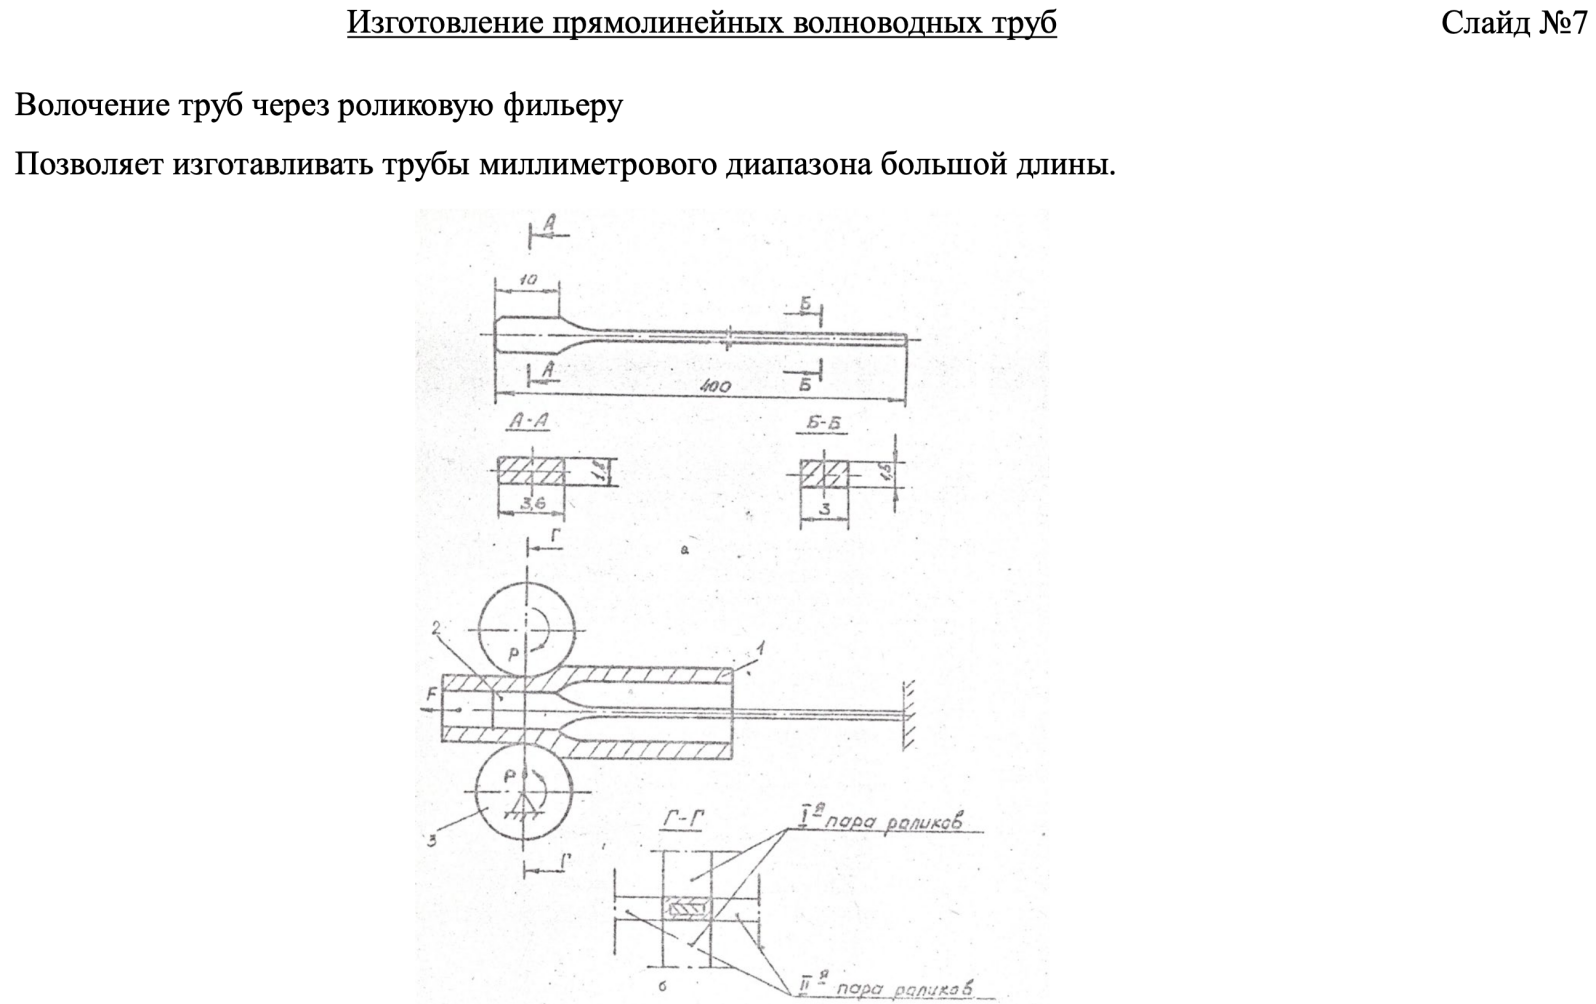 Изготовление прямолинейных волноводных труб
Слайд №7
Волочение труб через роликовую фильеру
Позволяет изготавливать трубы миллиметрового диапазона большой длины.
А
10
Б
А
Б
400
А-А
Б-Б
1,8
1,6
3,6
3
Г
а
2
1
P
F
P
3
Г
Г-Г
I я пара роликов
II я пара роликов
б